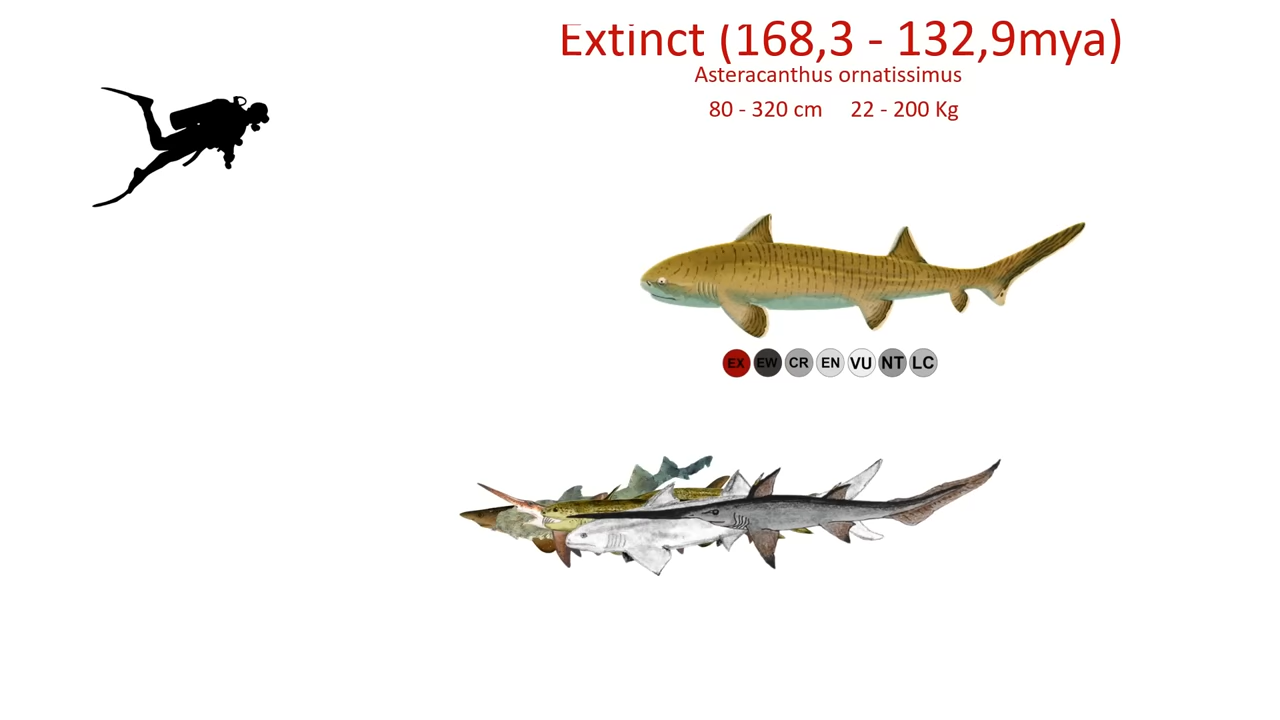 Extinct (168,3 - 132,9mya)
Asteracanthus ornatissimus
80 - 320 cm 22 - 200 Kg
EX EW CR EN VU NT LC